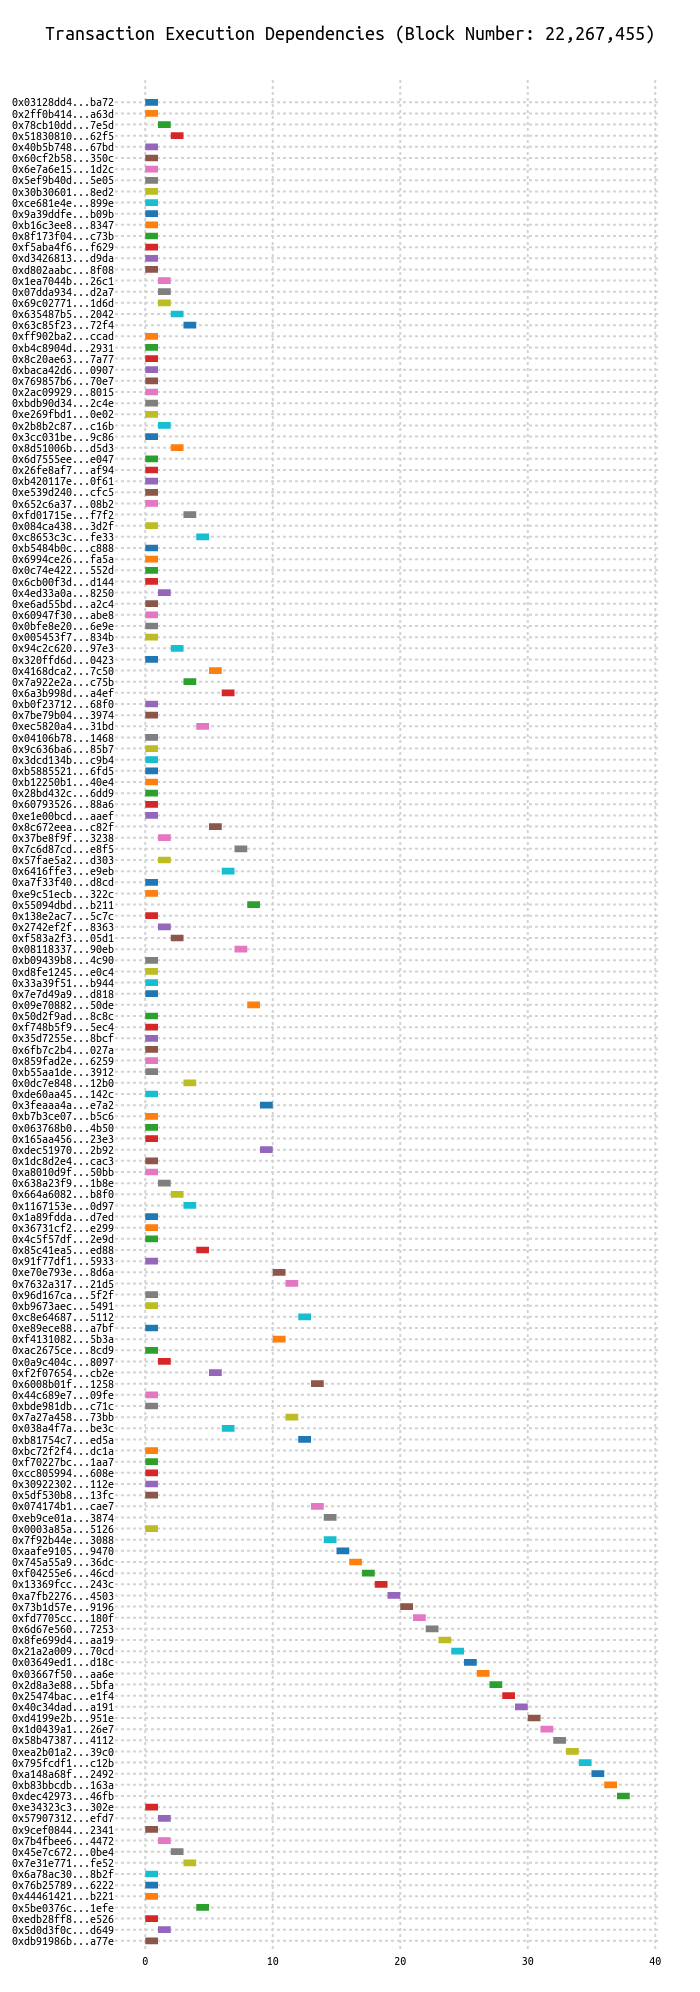 Transaction Execution Dependencies (Block Number: 22,267,455)
0x03128dd4...ba72
0x2ff0b414...a63d
0x78cb10dd...7e5d
0x51830810...62f5
0x40b5b748...67bd
0x60cf2b58...350c
0x6e7a6e15...1d2c
0x5ef9b40d...5e05
0x30b30601...8ed2
0xce681e4e...899e
0x9a39ddfe...b09b
0xb16c3ee8...8347
0x8f173f04...c73b
0xf5aba4f6...f629
0xd3426813...d9da
0xd802aabc...8f08
0x1ea7044b...26c1
0x07dda934...d2a7
0x69c02771...1d6d
0x635487b5...2042
0x63c85f23...72f4
0xff902ba2...ccad
0xb4c8904d...2931
0x8c20ae63...7a77
0xbaca42d6...0907
0x769857b6...70e7
0x2ac09929...8015
0xbdb90d34...2c4e
0xe269fbd1...0e02
0x2b8b2c87...c16b
0x3cc031be...9c86
0x8d51006b...d5d3
0x6d7555ee...e047
0x26fe8af7...af94
0xb420117e...0f61
0xe539d240...cfc5
0x652c6a37...08b2
0xfd01715e...f7f2
0x084ca438...3d2f
0xc8653c3c...fe33
0xb5484b0c...c888
0x6994ce26...fa5a
0x0c74e422...552d
0x6cb00f3d...d144
0x4ed33a0a...8250
0xe6ad55bd...a2c4
0x60947f30...abe8
0x0bfe8e20...6e9e
0x005453f7...834b
0x94c2c620...97e3
0x320ffd6d...0423
0x4168dca2...7c50
0x7a922e2a...c75b
0x6a3b998d...a4ef
0xb0f23712...68f0
0x7be79b04...3974
0xec5820a4...31bd
0x04106b78...1468
0x9c636ba6...85b7
0x3dcd134b...c9b4
0xb5885521...6fd5
0xb12250b1...40e4
0x28bd432c...6dd9
0x60793526...88a6
0xe1e00bcd...aaef
0x8c672eea...c82f
0x37be8f9f...3238
0x7c6d87cd...e8f5
0x57fae5a2...d303
0x6416ffe3...e9eb
0xa7f33f40...d8cd
0xe9c51ecb...322c
0x55094dbd...b211
0x138e2ac7...5c7c
0x2742ef2f...8363
0xf583a2f3...05d1
0x08118337...90eb
0xb09439b8...4c90
0xd8fe1245...e0c4
0x33a39f51...b944
0x7e7d49a9...d818
0x09e70882...50de
0x50d2f9ad...8c8c
0xf748b5f9...5ec4
0x35d7255e...8bcf
0x6fb7c2b4...027a
0x859fad2e...6259
0xb55aa1de...3912
0x0dc7e848...12b0
0xde60aa45...142c
0x3feaaa4a...e7a2
0xb7b3ce07...b5c6
0x063768b0...4b50
0x165aa456...23e3
0xdec51970...2b92
0x1dc8d2e4...cac3
0xa8010d9f...50bb
0x638a23f9...1b8e
0x664a6082...b8f0
0x1167153e...0d97
0x1a89fdda...d7ed
0x36731cf2...e299
0x4c5f57df...2e9d
0x85c41ea5...ed88
0x91f77df1...5933
0xe70e793e...8d6a
0x7632a317...21d5
0x96d167ca...5f2f
0xb9673aec...5491
0xc8e64687...5112
0xe89ece88...a7bf
0xf4131082...5b3a
0xac2675ce...8cd9
0x0a9c404c...8097
0xf2f07654...cb2e
0x6008b01f...1258
0x44c689e7...09fe
0xbde981db...c71c
0x7a27a458...73bb
0x038a4f7a...be3c
0xb81754c7...ed5a
0xbc72f2f4...dc1a
0xf70227bc...1aa7
0xcc805994...608e
0x30922302...112e
0x5df530b8...13fc
0x074174b1...cae7
0xeb9ce01a...3874
0x0003a85a...5126
0x7f92b44e...3088
0xaafe9105...9470
0x745a55a9...36dc
0xf04255e6...46cd
0x13369fcc...243c
0xa7fb2276...4503
0x73b1d57e...9196
0xfd7705cc...180f
0x6d67e560...7253
0x8fe699d4...aa19
0x21a2a009...70cd
0x03649ed1...d18c
0x03667f50...aa6e
0x2d8a3e88...5bfa
0x25474bac...e1f4
0x40c34dad...a191
0xd4199e2b...951e
0x1d0439a1...26e7
0x58b47387...4112
0xea2b01a2...39c0
0x795fcdf1...c12b
0xa148a68f...2492
0xb83bbcdb...163a
0xdec42973...46fb
0xe34323c3...302e
0x57907312...efd7
0x9cef0844...2341
0x7b4fbee6...4472
0x45e7c672...0be4
0x7e31e771...fe52
0x6a78ac30...8b2f
0x76b25789...6222
0x44461421...b221
0x5be0376c...1efe
0xedb28ff8...e526
0x5d0d3f0c...d649
0xdb91986b...a77e
0 10 20 30 40